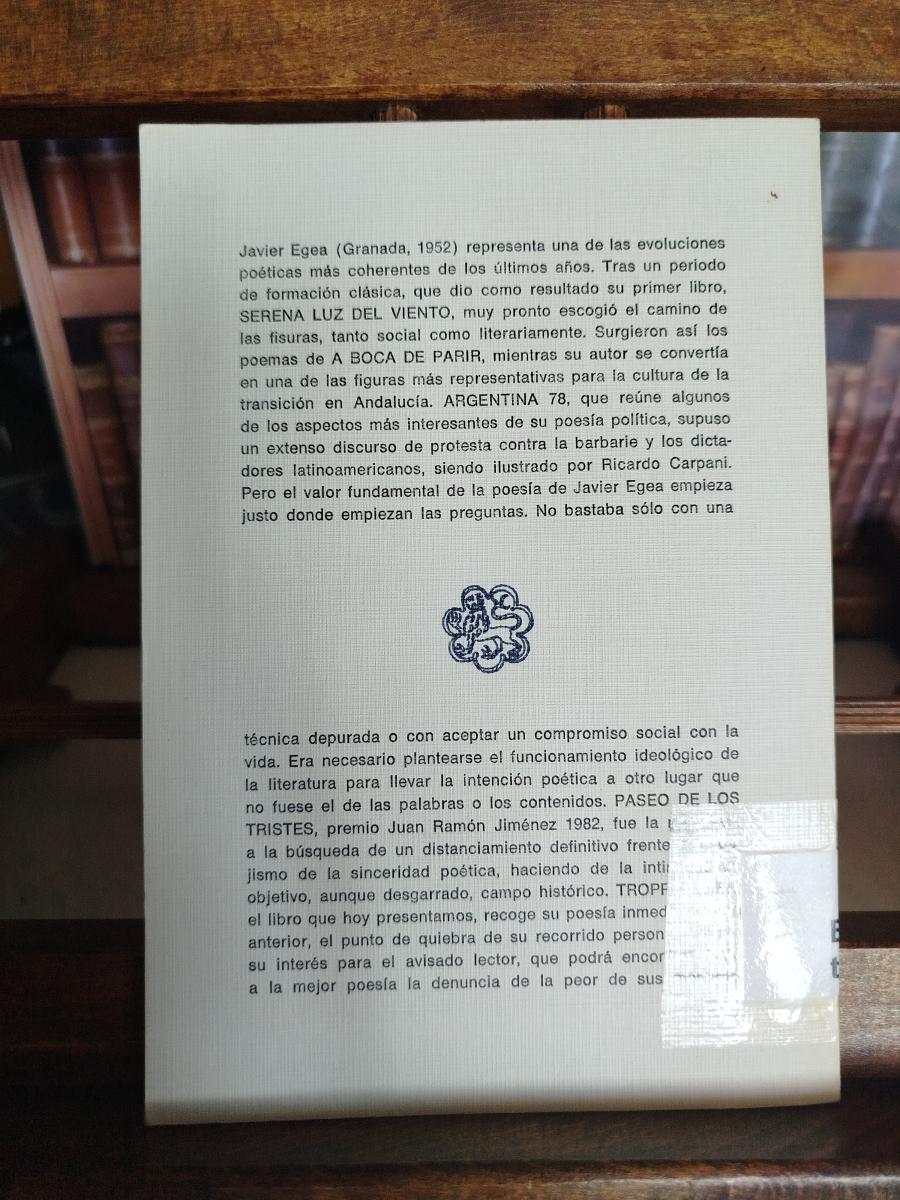 Javier Egea (Granada, 1952) representa una de las evoluciones
poéticas más coherentes de los últimos años. Tras un periodo
de formación clásica, que dio como resultado su primer libro,
SERENA LUZ DEL VIENTO, muy pronto escogió el camino de
las fisuras, tanto social como literariamente. Surgieron así los
poemas de A BOCA DE PARIR, mientras su autor se convertía
en una de las figuras más representativas para la cultura de la
transición en Andalucía. ARGENTINA 78, que reúne algunos
de los aspectos más interesantes de su poesía política, supuso
un extenso discurso de protesta contra la barbarie y los dicta-
dores latinoamericanos, siendo ilustrado por Ricardo Carpani.
Pero el valor fundamental de la poesía de Javier Egea empieza
justo donde empiezan las preguntas. No bastaba sólo con una
técnica depurada o con aceptar un compromiso social con la
vida. Era necesario plantearse el funcionamiento ideológico de
la literatura para llevar la intención poética a otro lugar que
no fuese el de las palabras o los contenidos. PASEO DE LOS
TRISTES, premio Juan Ramón Jiménez 1982, fue la
a la búsqueda de un distanciamiento definitivo frente
jismo de la sinceridad poética, haciendo de la
objetivo, aunque desgarrado, campo histórico.
el libro que hoy presentamos, recoge su poesía
anterior, el punto de quiebra de su recorrido
su interés para el avisado lector, que podrá
a la mejor poesía la denuncia de la peor de sus